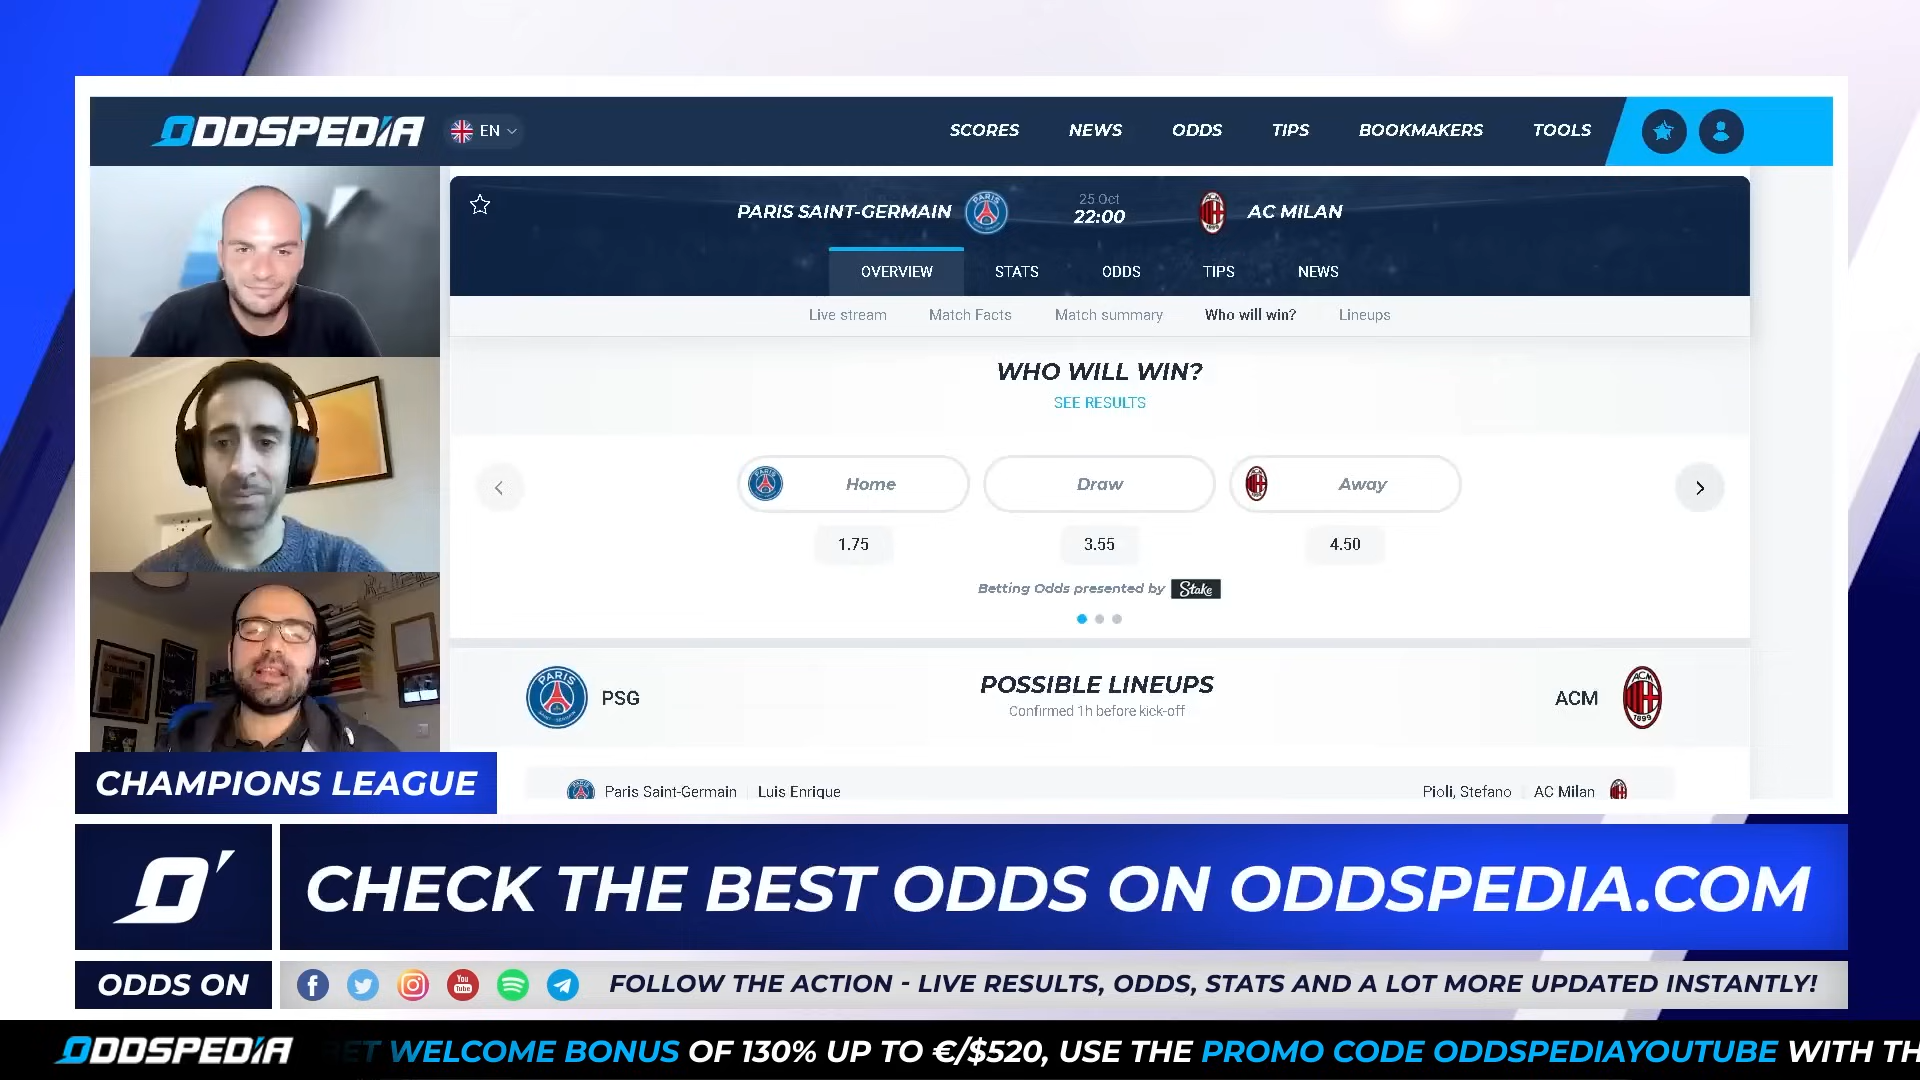 ODDSPEDIA
EN
SCORES NEWS ODDS TIPS BOOKMAKERS TOOLS
PARIS SAINT-GERMAIN
25 Oct
22:00
AC MILAN
OVERVIEW STATS ODDS TIPS NEWS
Live stream Match Facts Match summary Who will win? Lineups
WHO WILL WIN?
SEE RESULTS
Home Draw Away
1.75 3.55 4.50
Betting Odds presented by Stake
PSG
POSSIBLE LINEUPS
Confirmed 1h before kick-off
ACM
Paris Saint-Germain Luis Enrique
Pioli, Stefano AC Milan
CHAMPIONS LEAGUE
CHECK THE BEST ODDS ON ODDSPEDIA.COM
ODDS ON
FOLLOW THE ACTION - LIVE RESULTS, ODDS, STATS AND A LOT MORE UPDATED INSTANTLY!
ODDSPEDIA
WELCOME BONUS OF 130% UP TO €/$520, USE THE PROMO CODE ODDSPEDIAYOUTUBE WITH